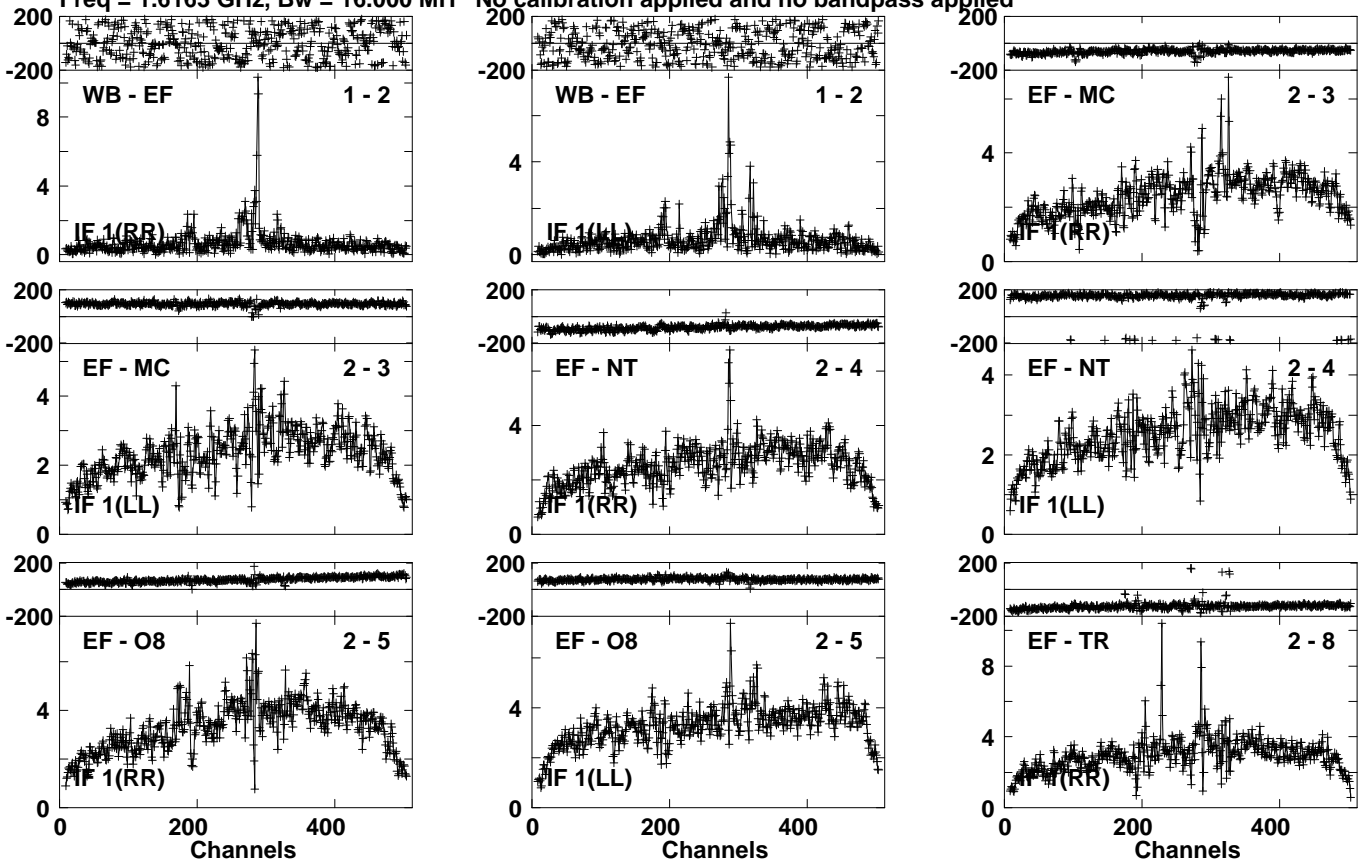 Freq = 1.6163 GHz, Bw = 16.000 MH No calibration applied and no bandpass applied
200 200 200
-200 -200 -200
WB - EF 1 - 2 WB - EF 1 - 2 EF - MC 2 - 3
8
4 4 4
IF 1(RR) IF 1(LL) IF 1(RR)
0 0 0
200 200 200
-200 -200 -200
EF - MC 2 - 3 EF - NT 2 - 4 EF - NT 2 - 4
4 4 4
2 2
IF 1(LL) IF 1(RR) IF 1(LL)
0 0 0
200 200 200
-200 -200 -200
EF - O8 2 - 5 EF - O8 2 - 5 EF - TR 2 - 8
8
4 4 4
IF 1(RR) IF 1(LL) IF 1(RR)
0 0 0
0 200 400 0 200 400 0 200 400
Channels Channels Channels